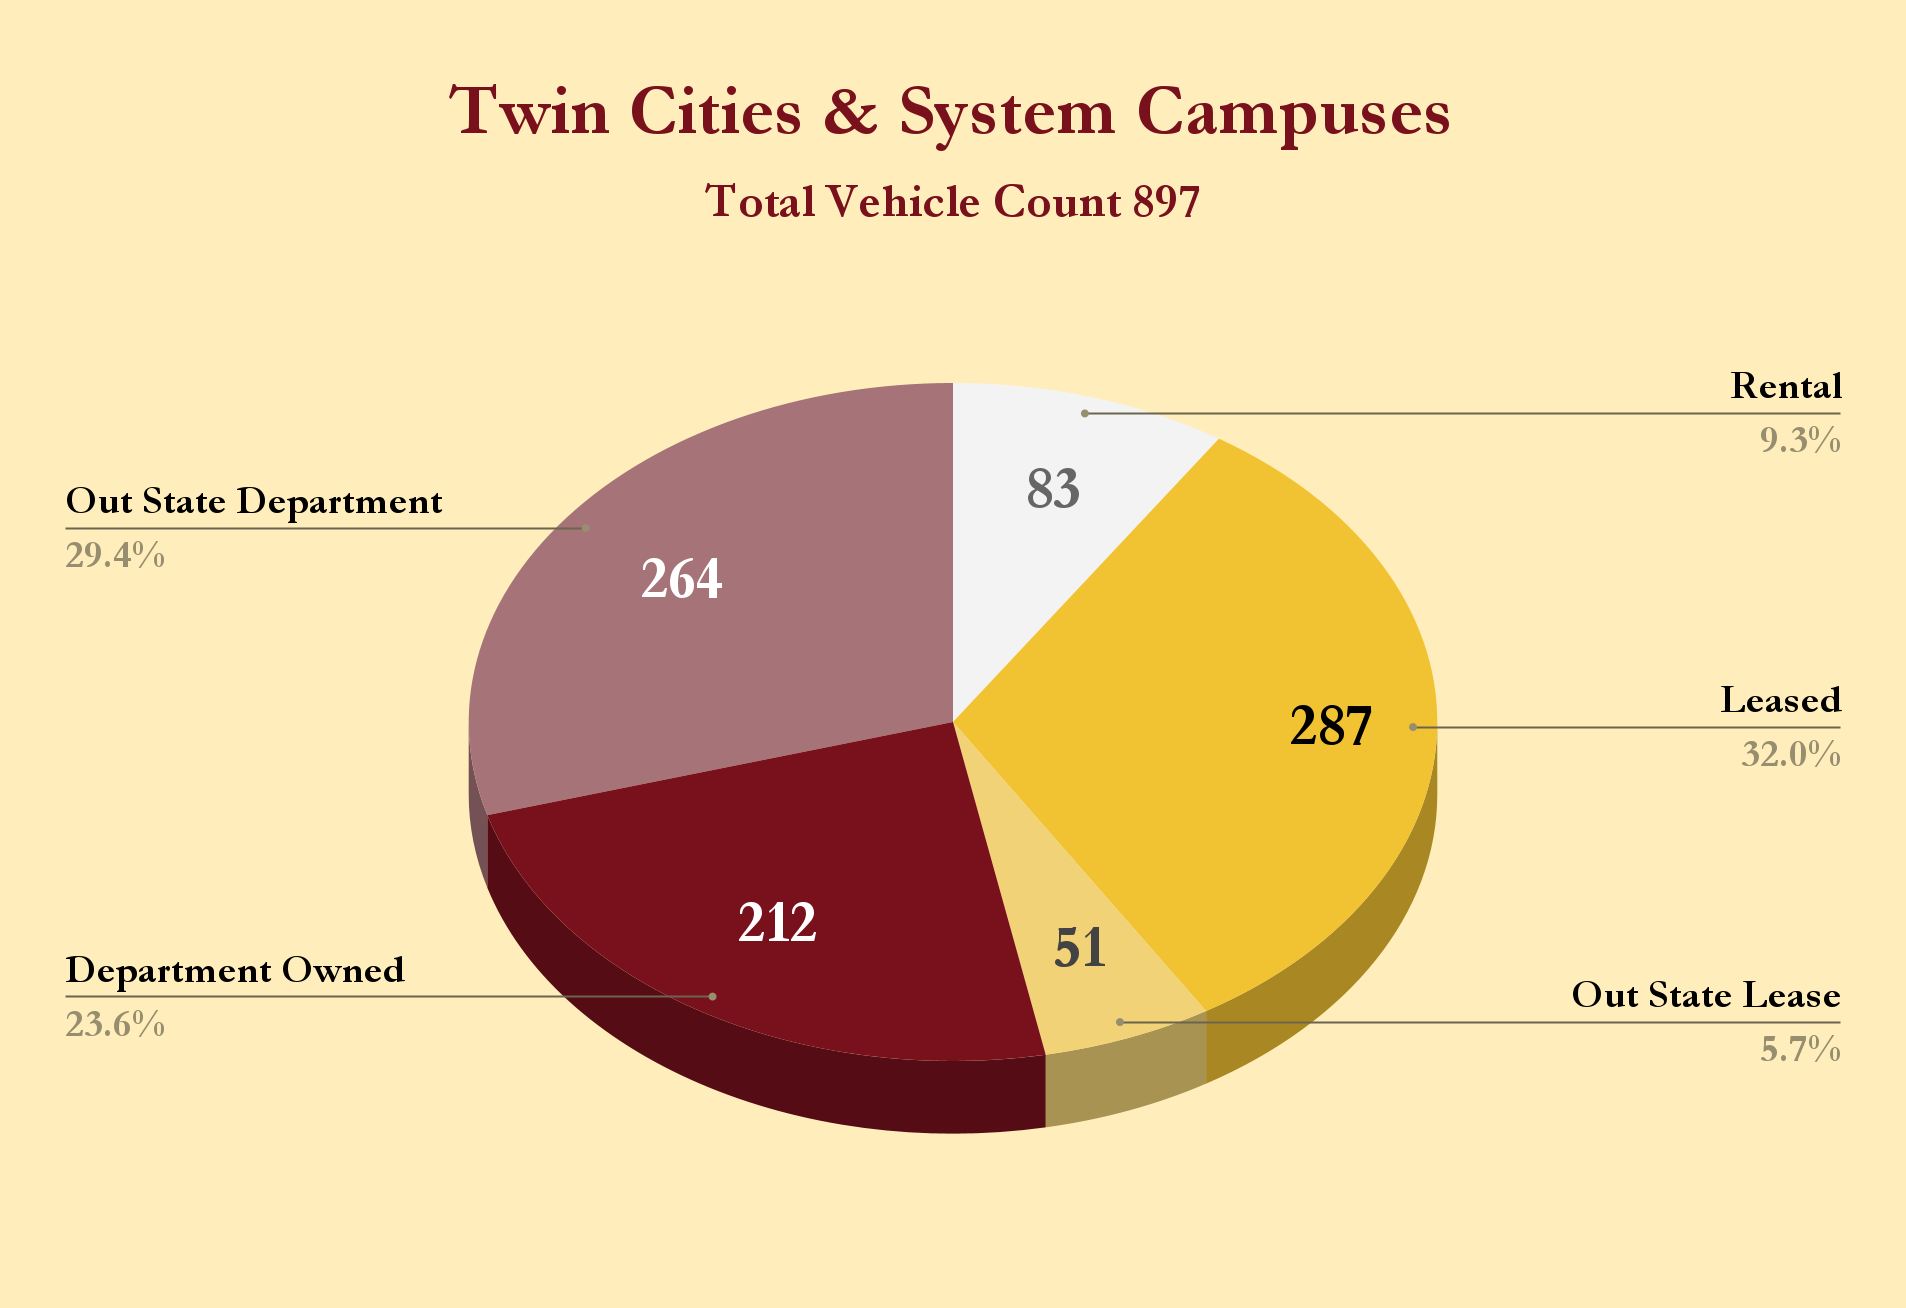 Twin Cities & System Campuses
Total Vehicle Count 897
Rental
9.3%
83
Out State Department
29.4%
264
Leased
32.0%
287
Department Owned
23.6%
212
51
Out State Lease
5.7%